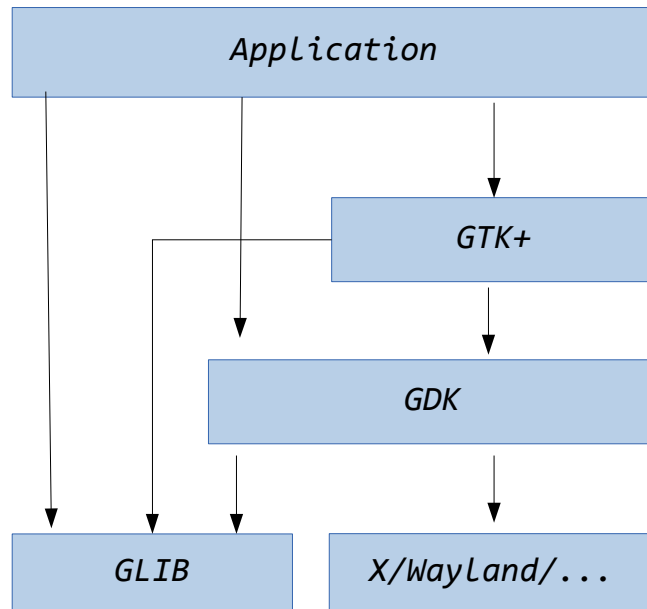 Application
GTK+
GDK
GLIB
X/Wayland/...